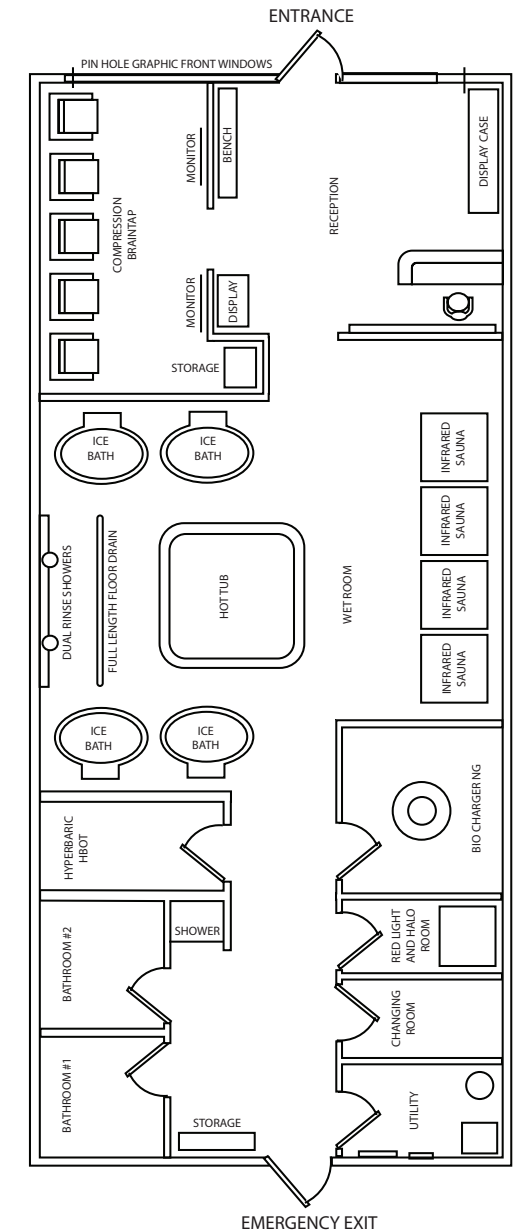 ENTRANCE
PIN HOLE GRAPHIC FRONT WINDOWS
COMPRESSION
BRAINTAP
MONITOR
BENCH
RECEPTION
DISPLAY CASE
MONITOR
DISPLAY
STORAGE
ICE
BATH
ICE
BATH
INFRARED
SAUNA
INFRARED
SAUNA
INFRARED
SAUNA
INFRARED
SAUNA
DUAL RINSE SHOWERS
FULL LENGTH FLOOR DRAIN
HOT TUB
WET ROOM
ICE
BATH
ICE
BATH
HYPERBARIC
HBOT
BIO CHARGER NG
BATHROOM #2
SHOWER
RED LIGHT
AND HALO
ROOM
CHANGING
ROOM
BATHROOM #1
STORAGE
UTILITY
EMERGENCY EXIT